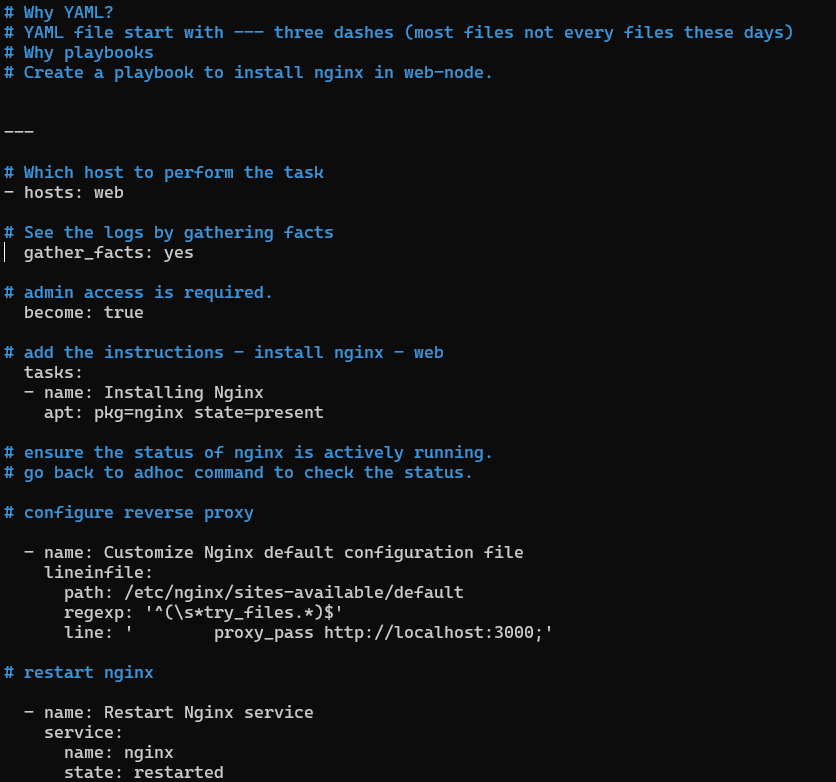 # Why YAML?
# YAML file start with --- three dashes (most files not every files these days)
# Why playbooks
# Create a playbook to install nginx in web-node.
---
# Which host to perform the task
- hosts: web
# See the logs by gathering facts
  gather_facts: yes
# admin access is required.
  become: true
# add the instructions - install nginx - web
  tasks:
  - name: Installing Nginx
    apt: pkg=nginx state=present
# ensure the status of nginx is actively running.
# go back to adhoc command to check the status.
# configure reverse proxy
  - name: Customize Nginx default configuration file
    lineinfile:
      path: /etc/nginx/sites-available/default
      regexp: '^(\s*try_files.*)$'
      line: '        proxy_pass http://localhost:3000;'
# restart nginx
  - name: Restart Nginx service
    service:
      name: nginx
      state: restarted